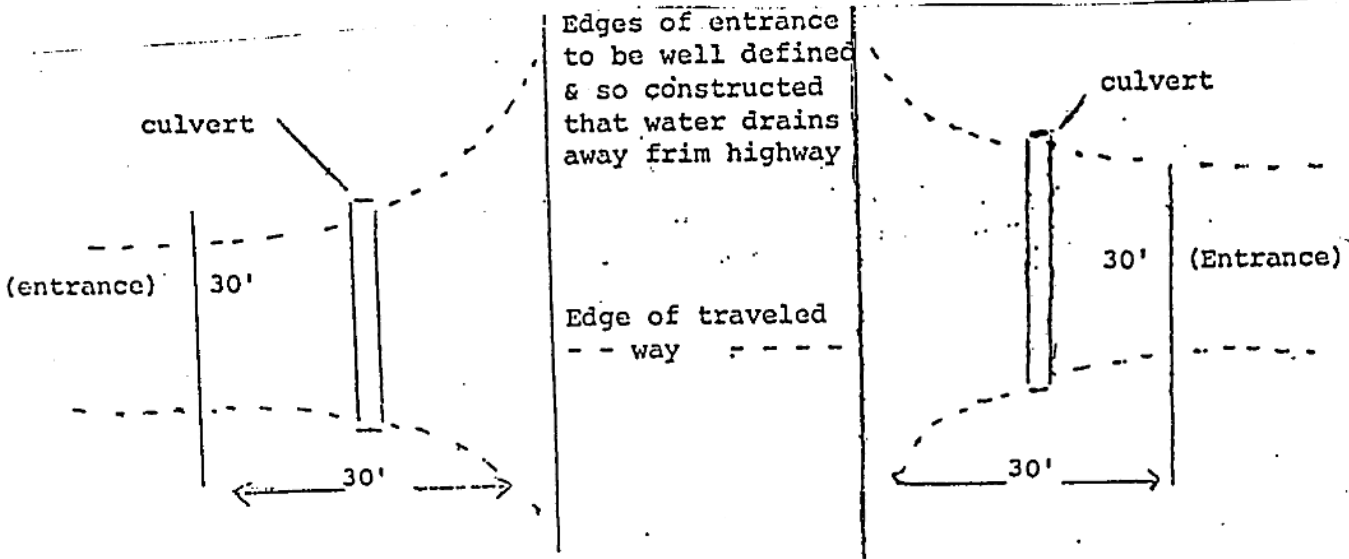 Edges of entrance
to be well defined
& so constructed
that water drains
away frim highway
culvert
culvert
(entrance)
30'
30'
(Entrance)
Edge of traveled
- - way - - - -
30'
30'